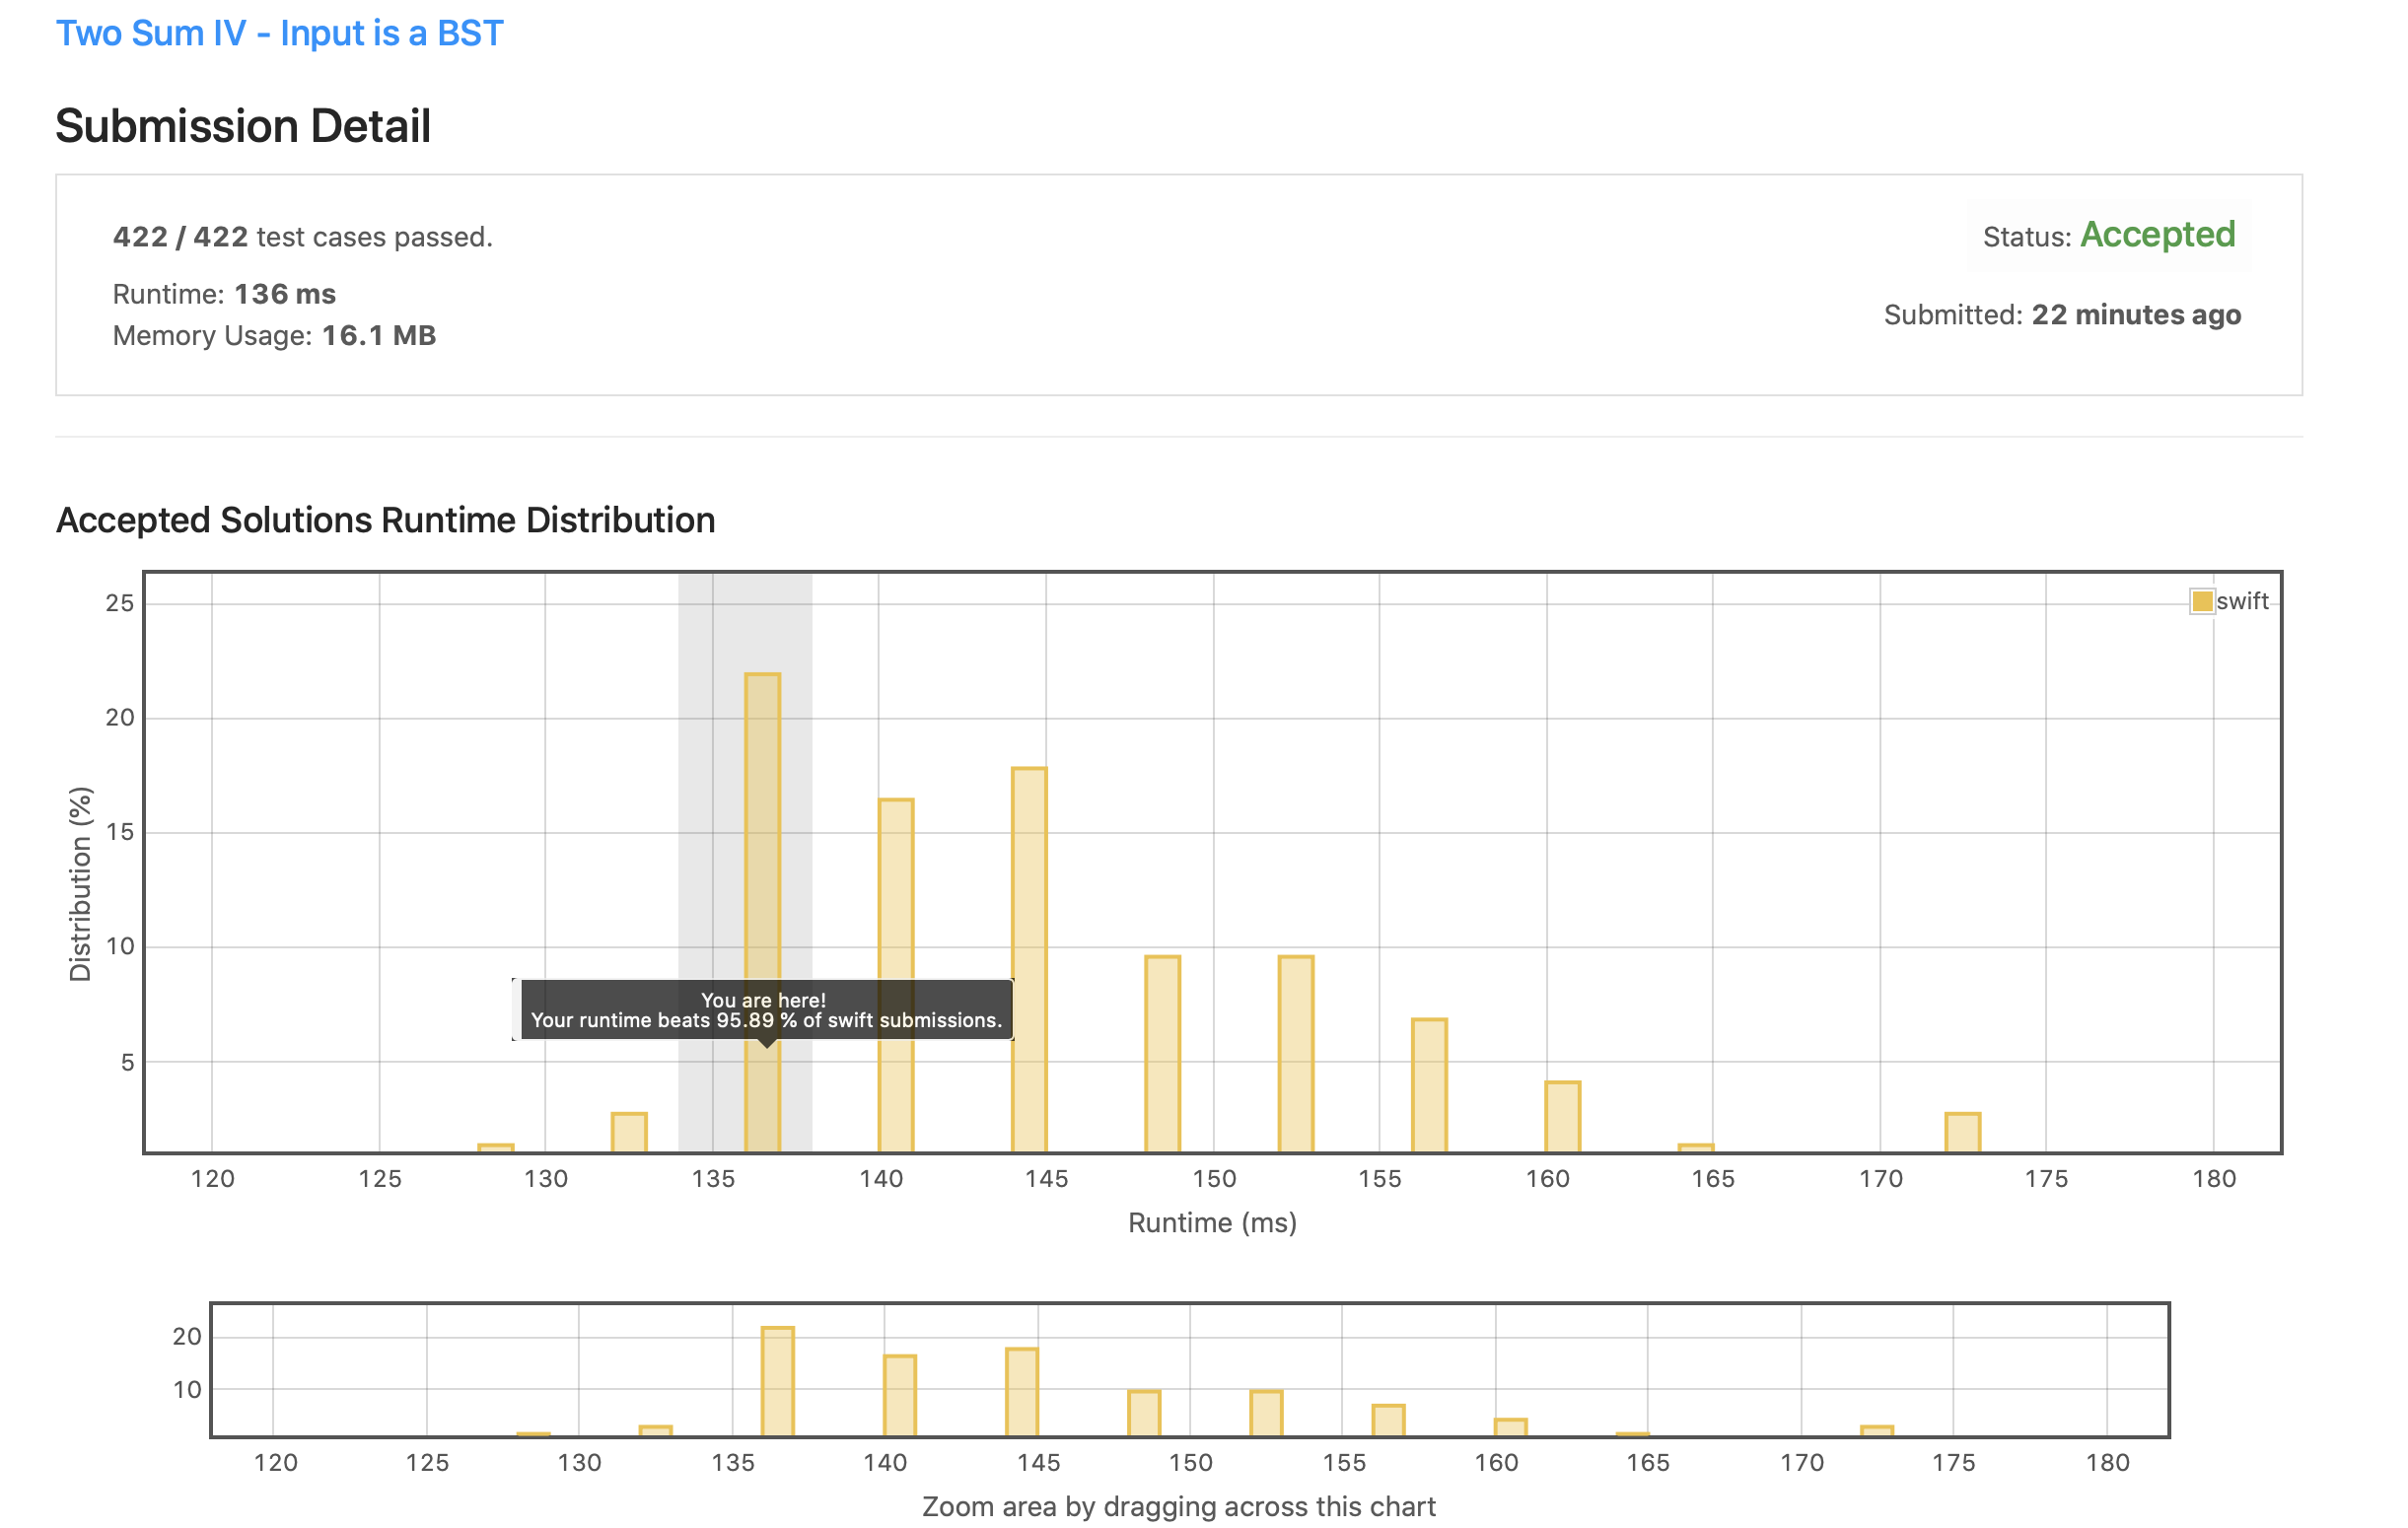 Two Sum IV - Input is a BST
Submission Detail
422 / 422 test cases passed.
Status: Accepted
Runtime: 136 ms
Submitted: 22 minutes ago
Memory Usage: 16.1 MB
Accepted Solutions Runtime Distribution
swift
25
20
15
10
5
Distribution (%)
You are here!
Your runtime beats 95.89 % of swift submissions.
120 125 130 135 140 145 150 155 160 165 170 175 180
Runtime (ms)
20
10
120 125 130 135 140 145 150 155 160 165 170 175 180
Zoom area by dragging across this chart